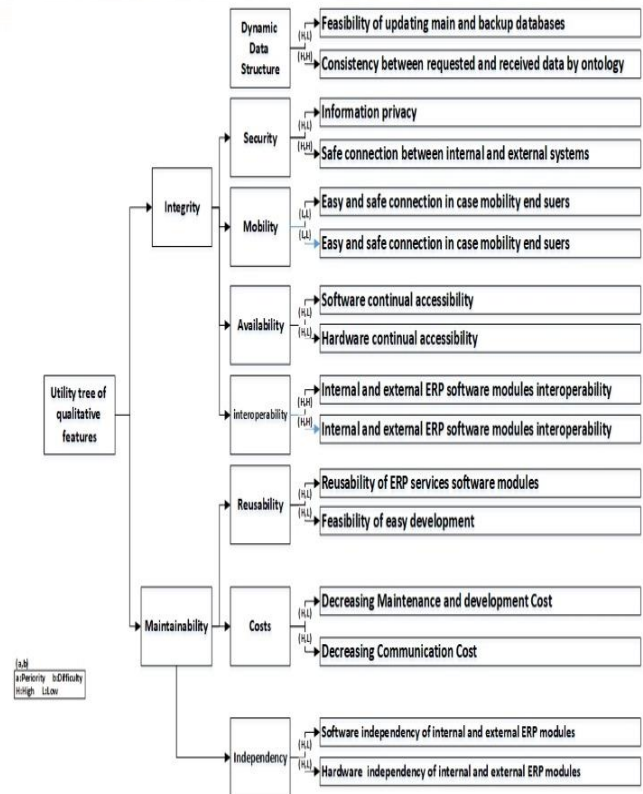 Dynamic
Data
Structure
(H,L)
(H,H)
Feasibility of updating main and backup databases
Consistency between requested and received data by ontology
Security
(H,L)
(H,H)
Information privacy
Safe connection between internal and external systems
Integrity
Mobility
(L,L)
(L,L)
Easy and safe connection in case mobility end suers
Easy and safe connection in case mobility end suers
Availability
(H,L)
(H,L)
Software continual accessibility
Hardware continual accessibility
Utility tree of
qualitative
features
interoperability
(H,H)
(H,H)
Internal and external ERP software modules interoperability
Internal and external ERP software modules interoperability
Reusability
(H,L)
(H,L)
Reusability of ERP services software modules
Feasibility of easy development
Maintainability
Costs
(H,L)
(H,L)
Decreasing Maintenance and development Cost
Decreasing Communication Cost
(a,b)
a:Periority b:Difficulty
H:High L:Low
Independency
(H,L)
(H,L)
Software independency of internal and external ERP modules
Hardware independency of internal and external ERP modules